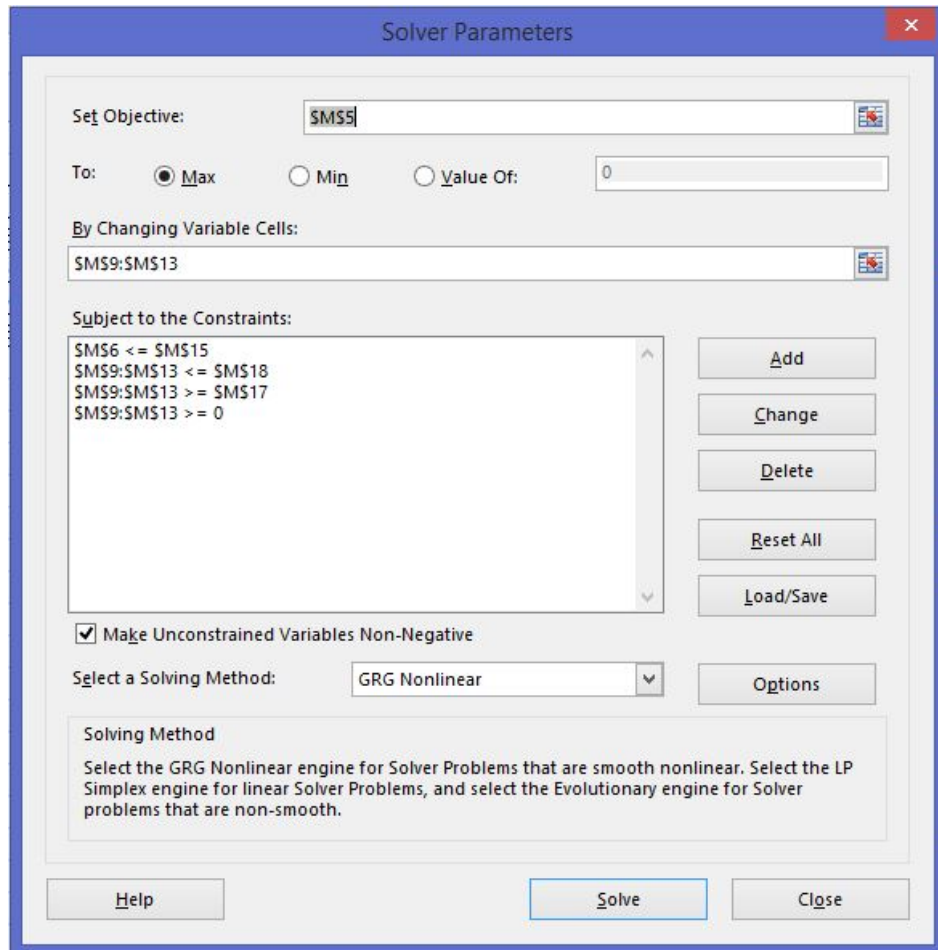 Solver Parameters
Set Objective:
$M$5
To:
Max
Min
Value Of:
0
By Changing Variable Cells:
$M$9:$M$13
Subject to the Constraints:
$M$6 <= $M$15
$M$9:$M$13 <= $M$18
$M$9:$M$13 >= $M$17
$M$9:$M$13 >= 0
Add
Change
Delete
Reset All
Load/Save
Make Unconstrained Variables Non-Negative
Select a Solving Method:
GRG Nonlinear
Options
Solving Method
Select the GRG Nonlinear engine for Solver Problems that are smooth nonlinear. Select the LP
Simplex engine for linear Solver Problems, and select the Evolutionary engine for Solver
problems that are non-smooth.
Help
Solve
Close